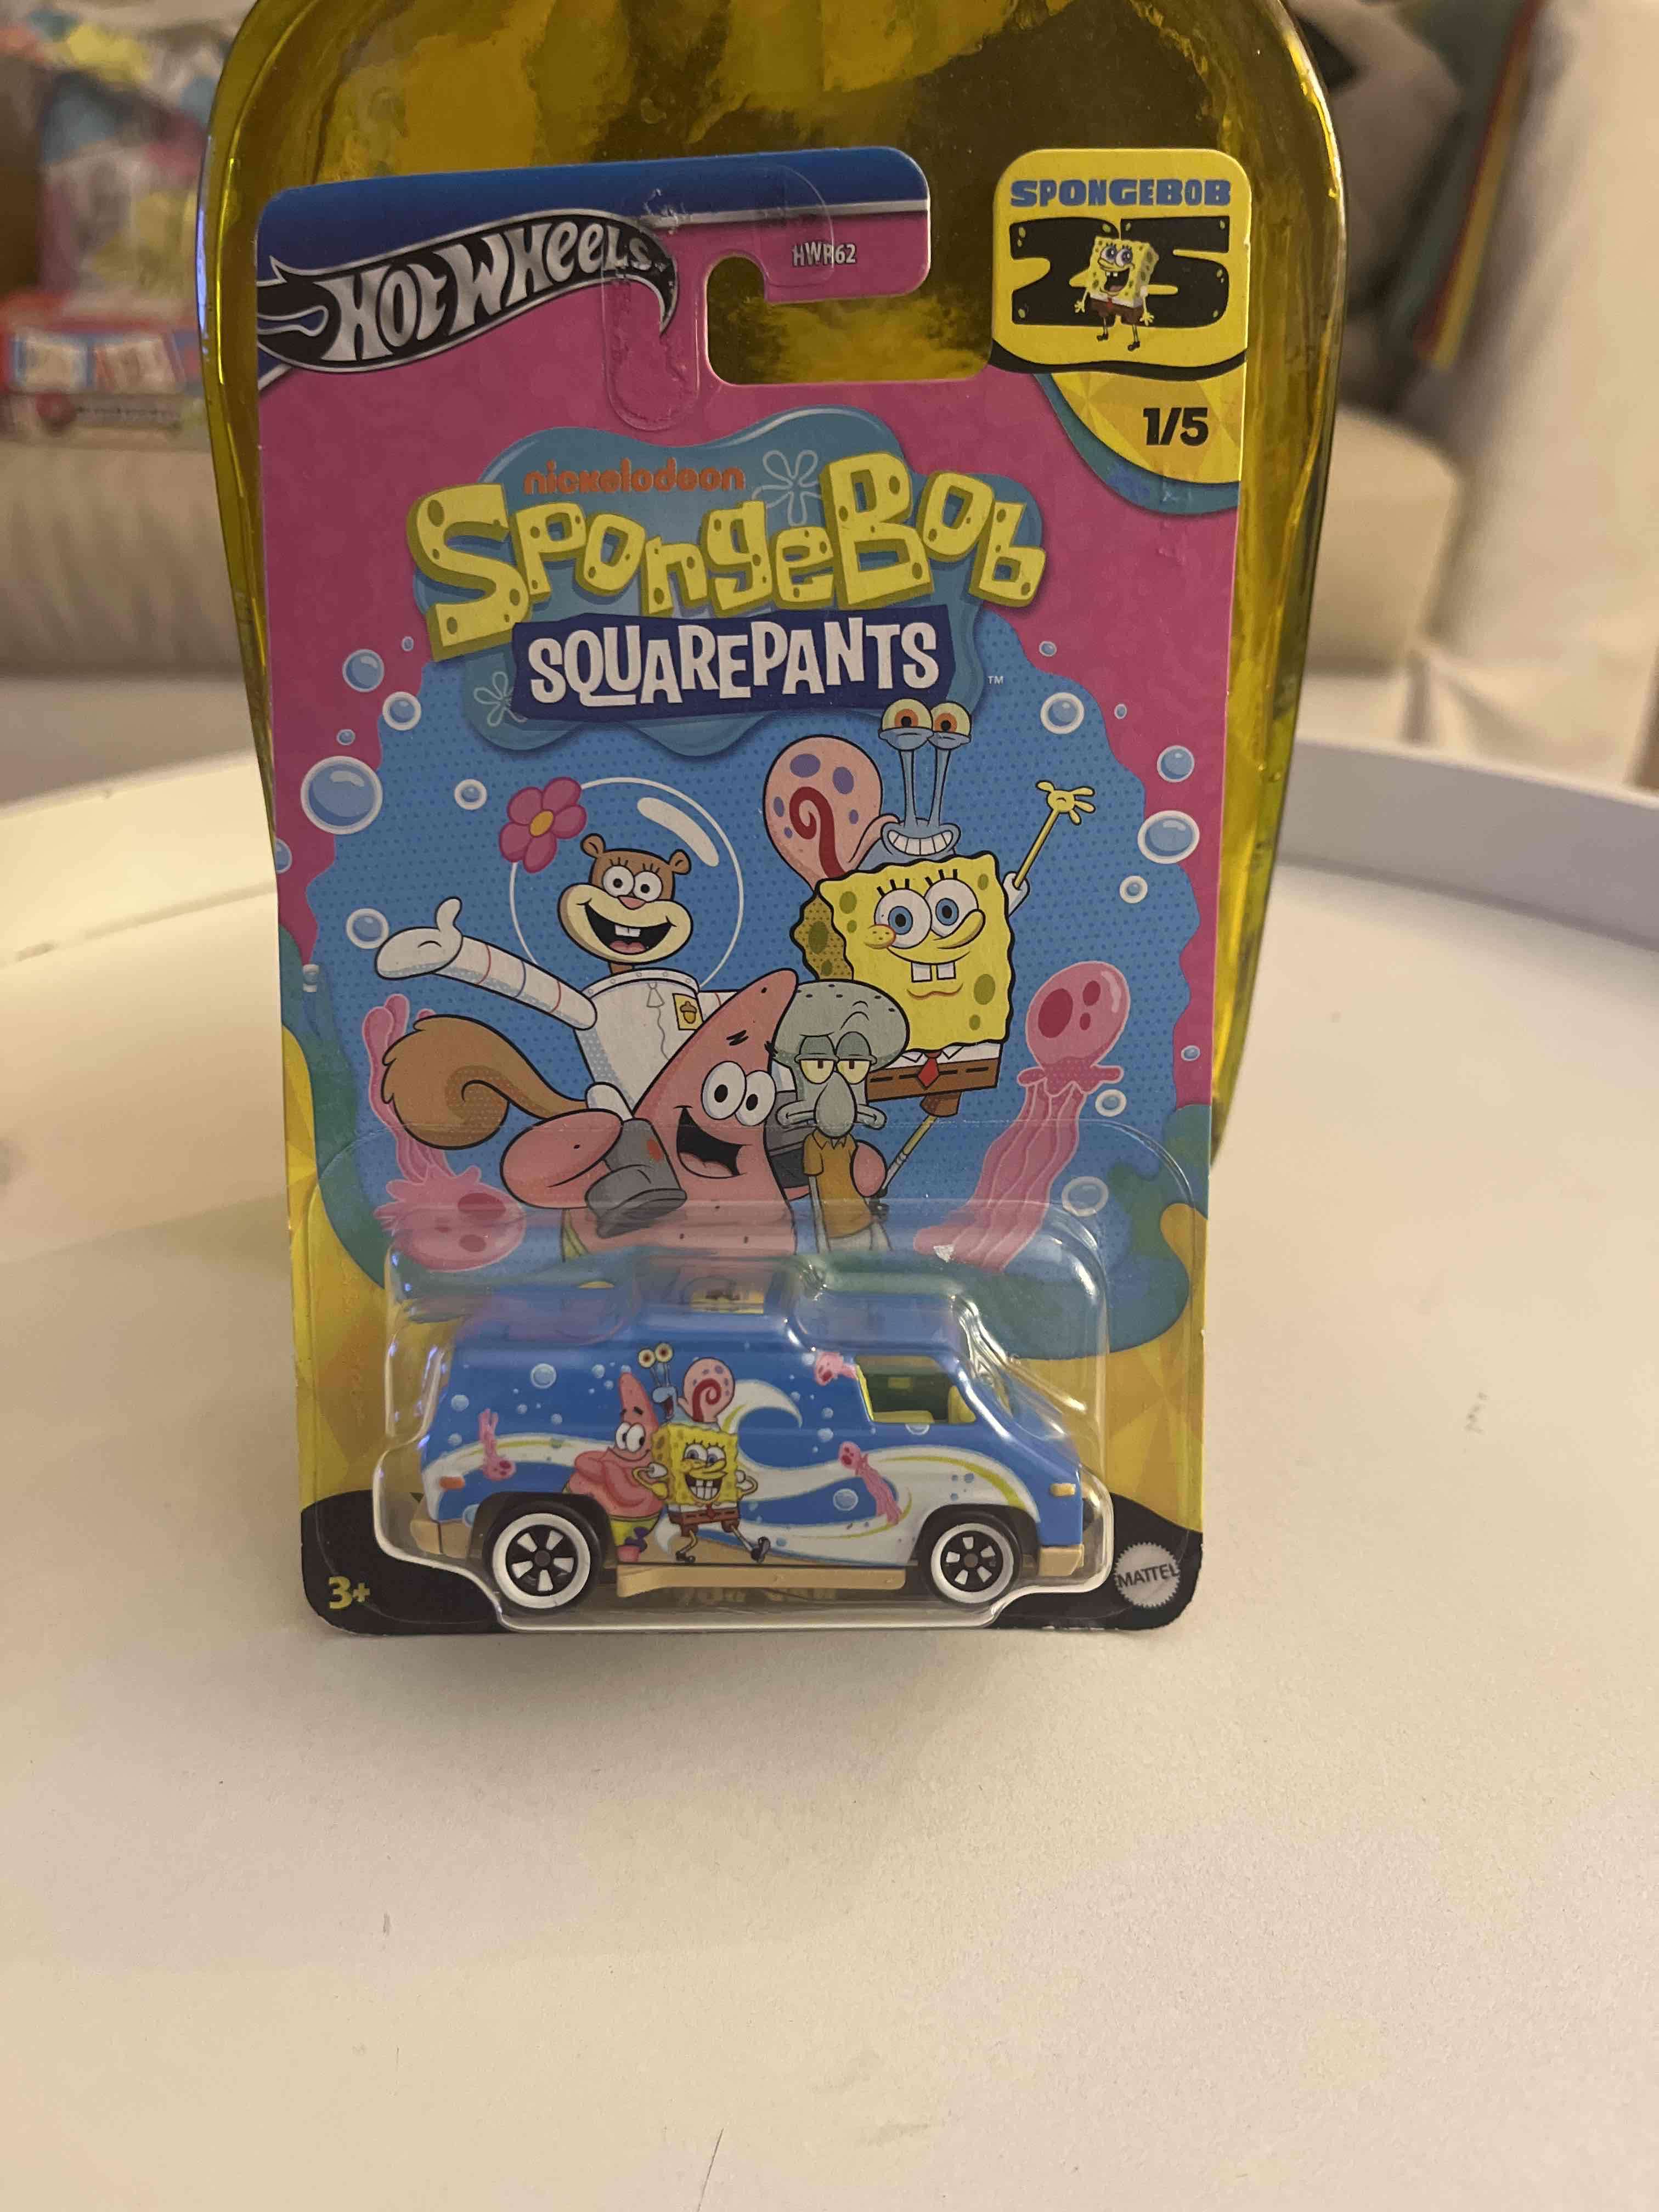 HOT WHEELS
HWR62
SPONGEBOB
25
1/5
nickelodeon
SPONGEBOB
SQUAREPANTS
TM
3+
MATTEL